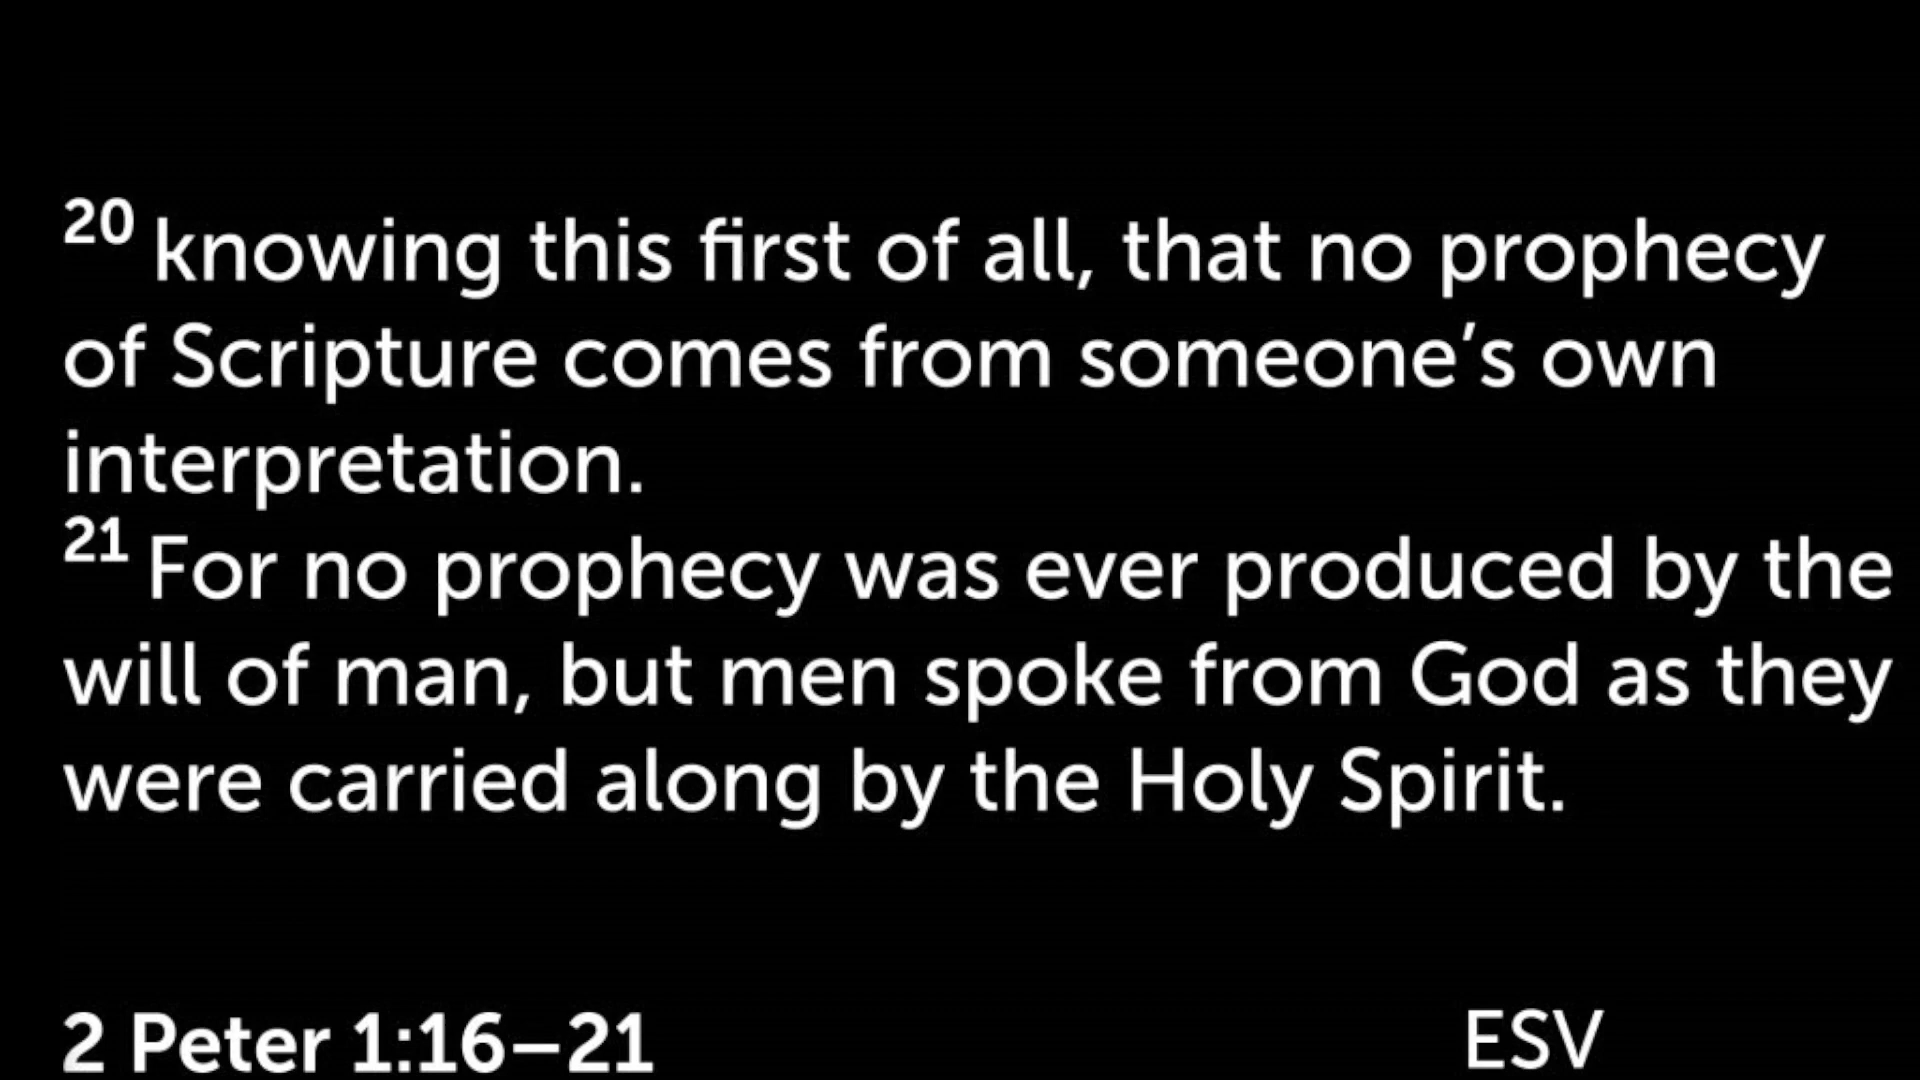 20 knowing this first of all, that no prophecy
of Scripture comes from someone’s own
interpretation.
21 For no prophecy was ever produced by the
will of man, but men spoke from God as they
were carried along by the Holy Spirit.
2 Peter 1:16–21 ESV